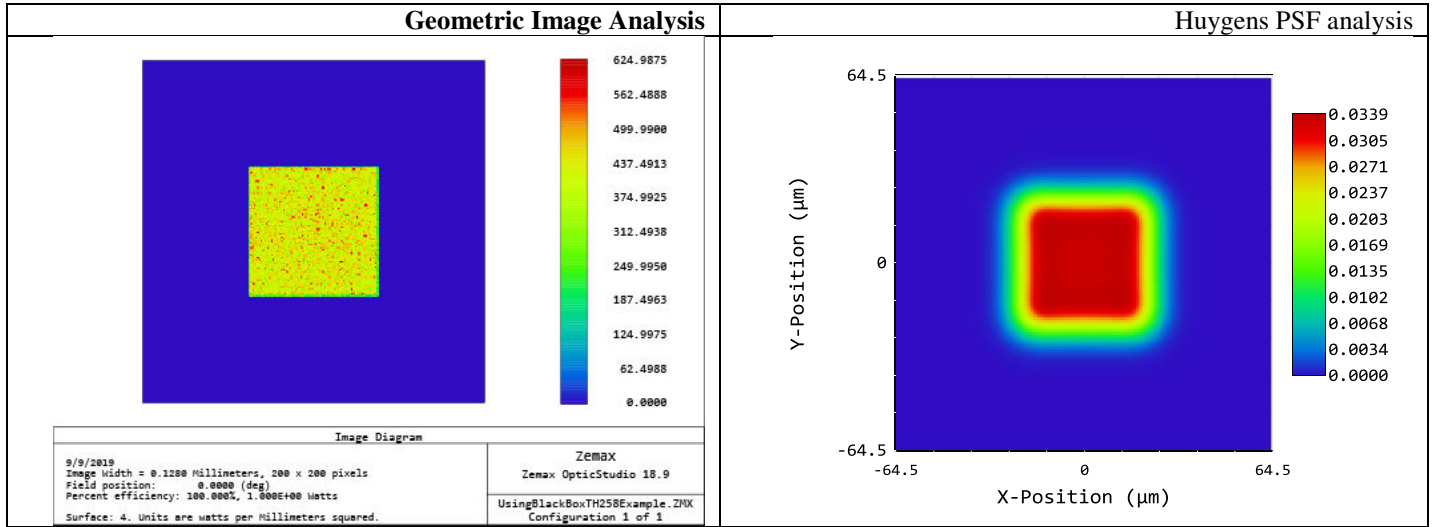 Geometric Image Analysis
624.9875
562.4888
499.9900
437.4913
374.9925
312.4938
249.9950
187.4963
124.9975
62.4988
0.0000
Image Diagram
9/9/2019
Image Width = 0.1280 Millimeters, 200 x 200 pixels
Field position: 0.0000 (deg)
Percent efficiency: 100.000%, 1.000E+00 Watts
Surface: 4. Units are watts per Millimeters squared.
Zemax
Zemax OpticStudio 18.9
UsingBlackBoxTH258Example.ZMX
Configuration 1 of 1
Huygens PSF analysis
64.5
0
-64.5
Y-Position (µm)
-64.5 0 64.5
X-Position (µm)
0.0339
0.0305
0.0271
0.0237
0.0203
0.0169
0.0135
0.0102
0.0068
0.0034
0.0000